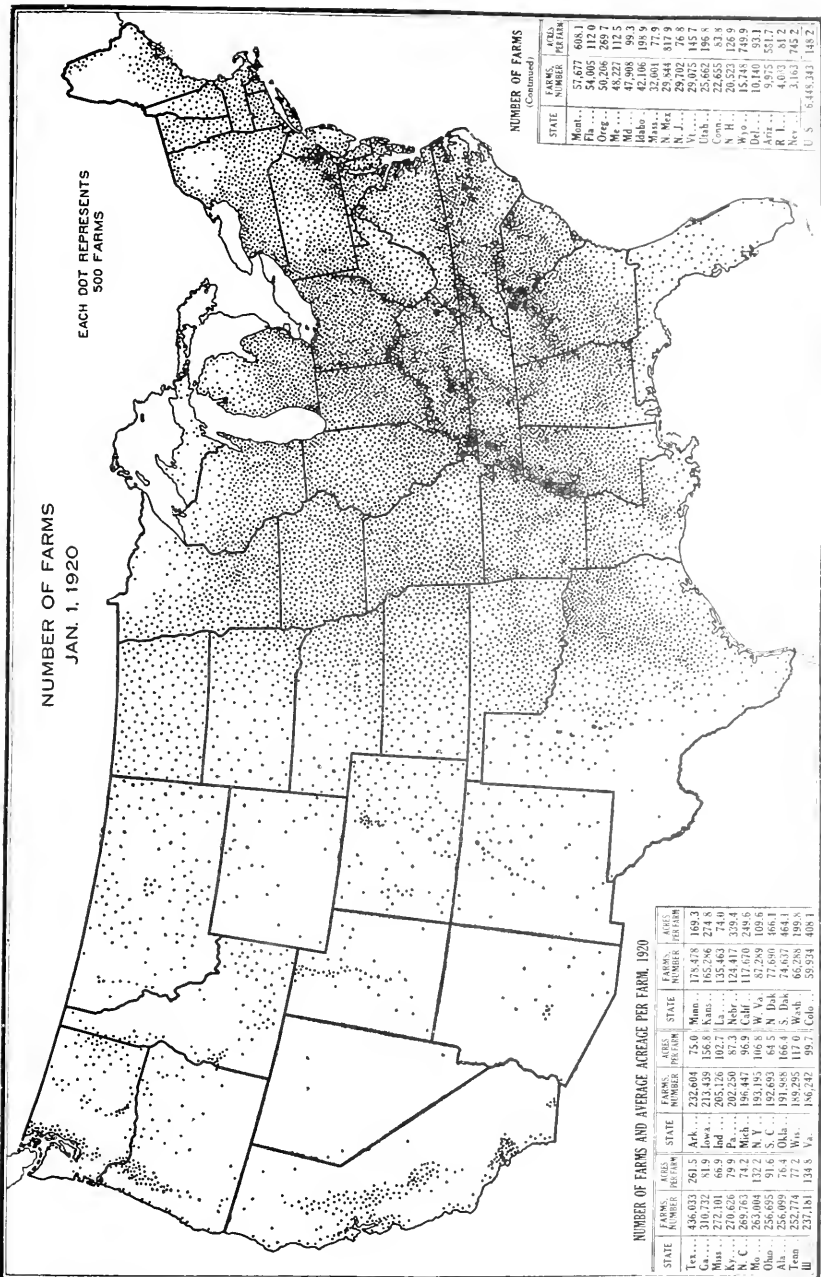 NUMBER OF FARMS
JAN. 1, 1920
EACH DOT REPRESENTS
500 FARMS
NUMBER OF FARMS AND AVERAGE ACREAGE PER FARM, 1920
STATE FARMS, NUMBER ACRES PER FARM STATE FARMS, NUMBER ACRES PER FARM STATE FARMS, NUMBER ACRES PER FARM
Tex... 436,033 261.5 Ark... 232,604 75.0 Minn.. 178,478 169.3
Ga.... 310,732 81.9 Iowa.. 213,439 156.8 Kans.. 165,286 274.8
Miss.. 272,101 66.9 Ind... 205,126 102.7 La.... 135,463 74.0
Ky.... 270,626 79.9 Pa.... 202,250 87.3 Nebr.. 124,417 339.4
N. C.. 269,763 74.2 Mich.. 196,447 96.9 Calif. 117,670 249.6
Mo... 263,004 132.2 N. Y.. 193,195 106.8 W. Va. 87,289 109.6
Ohio.. 256,695 91.6 S. C.. 192,693 64.5 N Dak 77,690 466.1
Ala... 256,099 76.4 Okla.. 191,988 166.4 S. Dak 74,637 464.1
Tenn 252,774 77.2 Wis... 189,295 117.0 Wash 66,288 199.8
Ill 237,181 134.8 Va.... 186,242 99.7 Colo.. 59,934 408.1
NUMBER OF FARMS
(Continued)
STATE FARMS, NUMBER ACRES PER FARM
Mont.. 57,677 608.1
Fla... 54,005 112.0
Oreg.. 50,206 269.7
Me... 48,227 112.5
Md... 47,908 99.3
Idaho. 42,106 198.9
Mass.. 32,001 77.9
N. Mex 29,844 817.9
N. J... 29,702 76.8
Vt.... 29,075 145.7
Utah.. 25,662 196.8
Conn.. 22,655 83.8
N. H.. 20,523 126.9
Wyo.. 15,748 749.9
Del... 10,140 93.1
Ariz.. 9,975 581.7
R. I.. 4,083 81.2
Nev... 3,163 745.2
U S 6,448,343 148.2